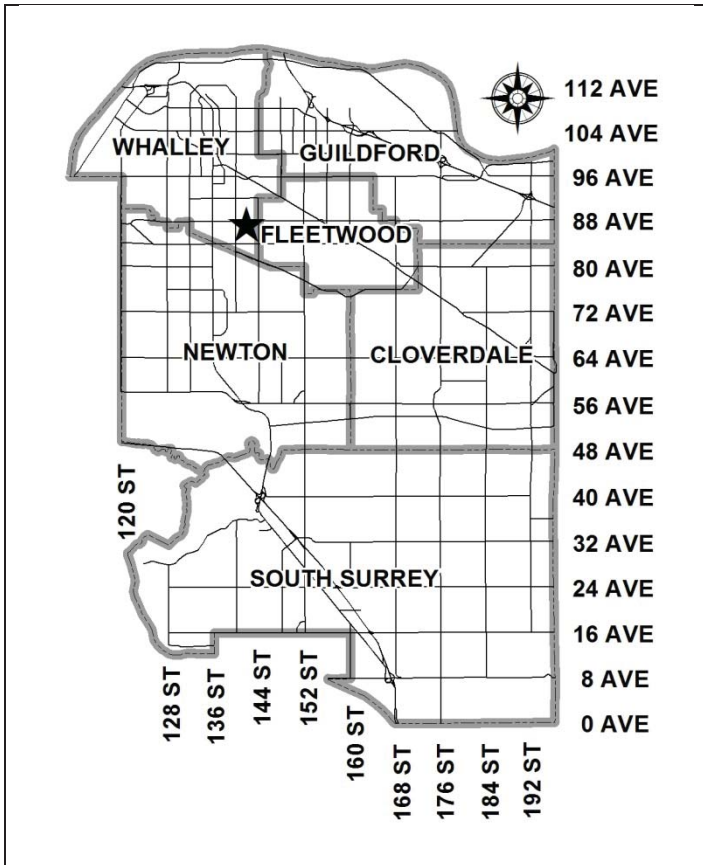 112 AVE
104 AVE
WHALLEY
GUILDFORD
96 AVE
88 AVE
FLEETWOOD
80 AVE
72 AVE
NEWTON
CLOVERDALE
64 AVE
56 AVE
48 AVE
120 ST
40 AVE
32 AVE
SOUTH SURREY
24 AVE
16 AVE
128 ST
136 ST
144 ST
152 ST
160 ST
8 AVE
0 AVE
168 ST
176 ST
184 ST
192 ST